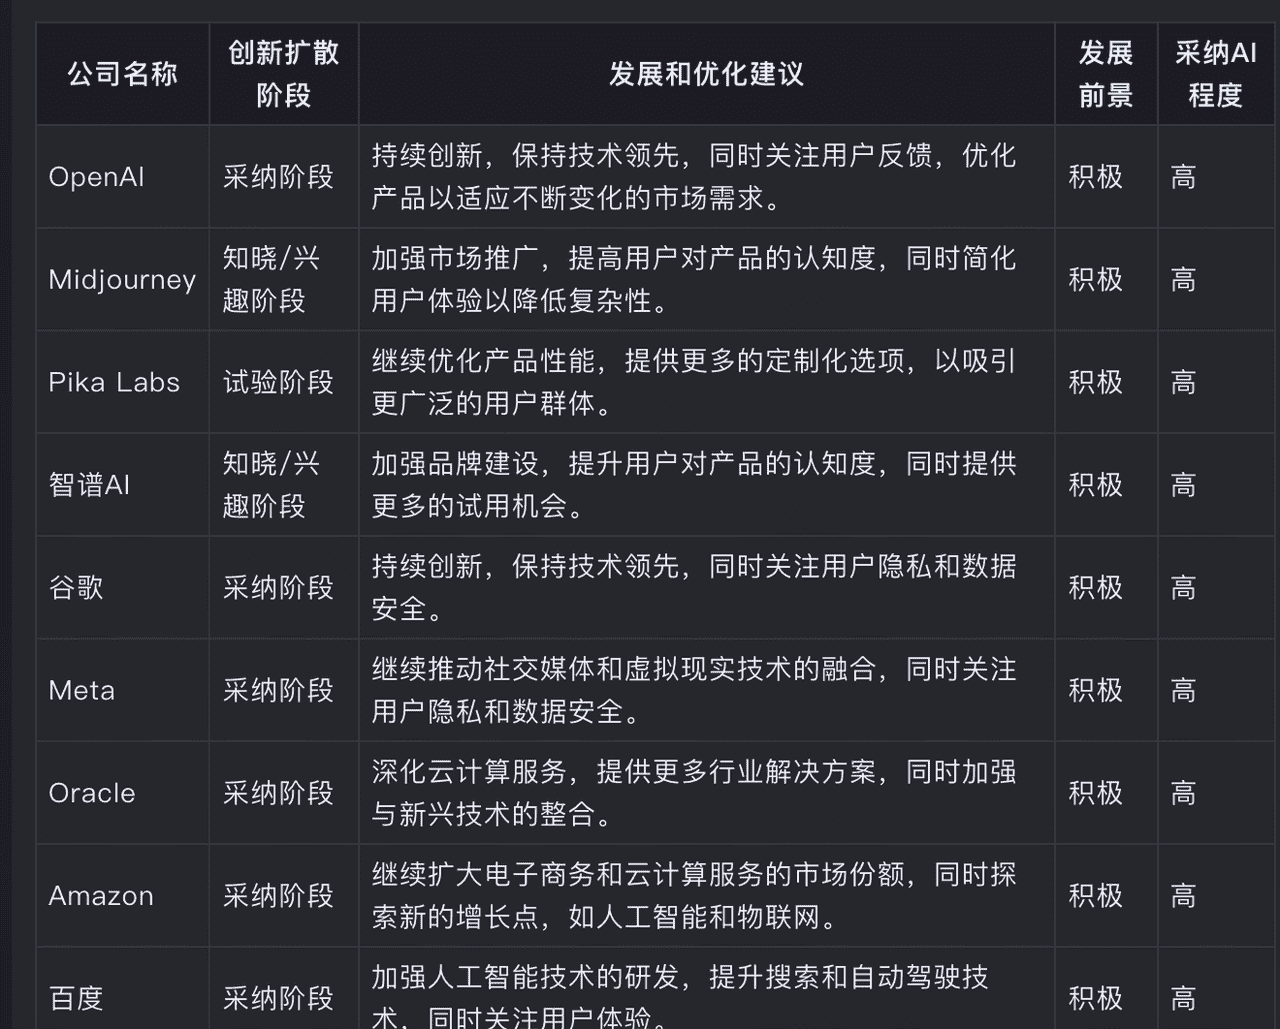 公司名称
创新扩散
阶段
发展和优化建议
发展
前景
采纳AI
程度
OpenAI
采纳阶段
持续创新，保持技术领先，同时关注用户反馈，优化
产品以适应不断变化的市场需求。
积极
高
Midjourney
知晓/兴
趣阶段
加强市场推广，提高用户对产品的认知度，同时简化
用户体验以降低复杂性。
积极
高
Pika Labs
试验阶段
继续优化产品性能，提供更多的定制化选项，以吸引
更广泛的用户群体。
积极
高
智谱AI
知晓/兴
趣阶段
加强品牌建设，提升用户对产品的认知度，同时提供
更多的试用机会。
积极
高
谷歌
采纳阶段
持续创新，保持技术领先，同时关注用户隐私和数据
安全。
积极
高
Meta
采纳阶段
继续推动社交媒体和虚拟现实技术的融合，同时关注
用户隐私和数据安全。
积极
高
Oracle
采纳阶段
深化云计算服务，提供更多行业解决方案，同时加强
与新兴技术的整合。
积极
高
Amazon
采纳阶段
继续扩大电子商务和云计算服务的市场份额，同时探
索新的增长点，如人工智能和物联网。
积极
高
百度
采纳阶段
加强人工智能技术的研发，提升搜索和自动驾驶技
术，同时关注用户体验。
积极
高